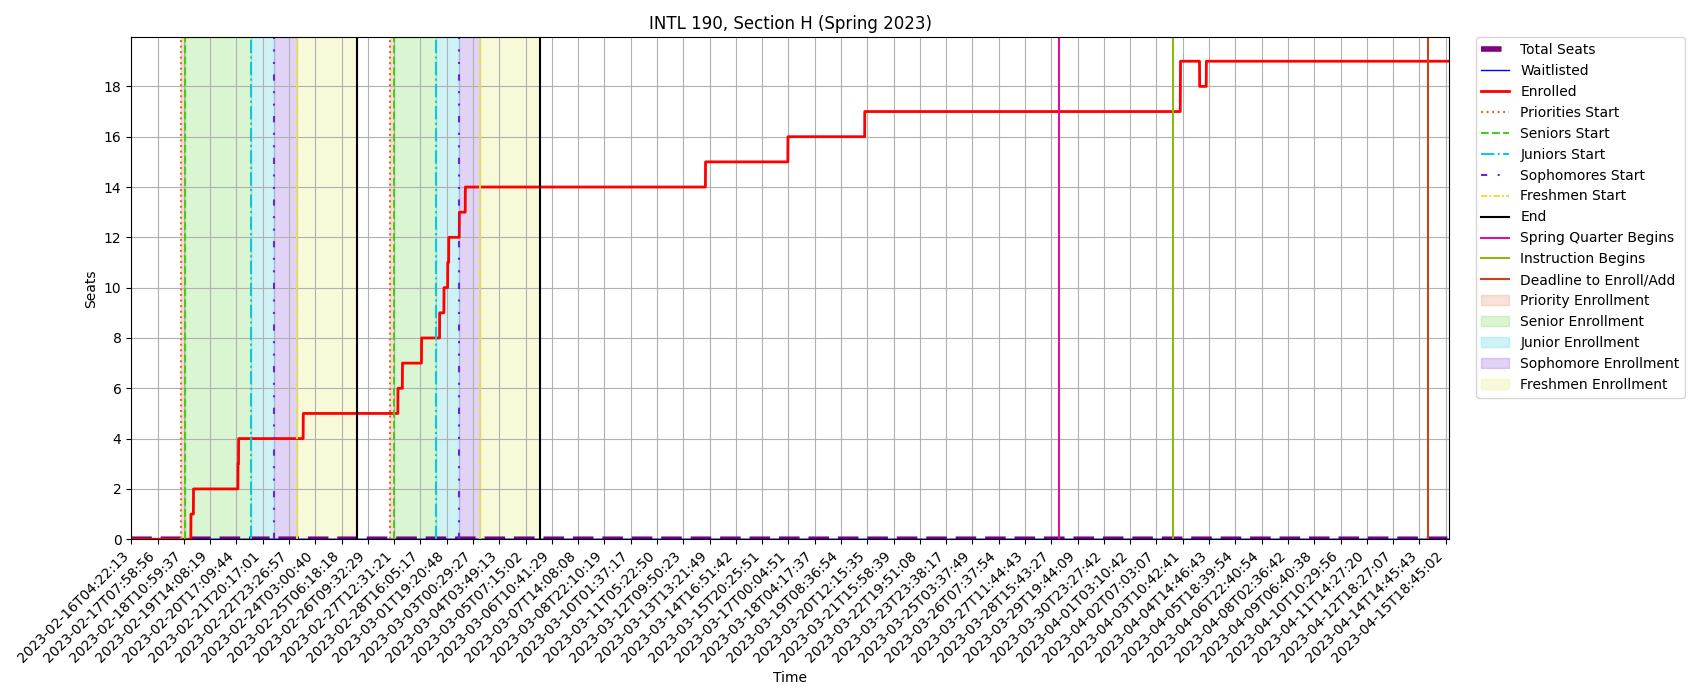 INTL 190, Section H (Spring 2023)
Seats
18
16
14
12
10
8
6
4
2
0
2023-02-16T04:22:13
2023-02-17T07:58:56
2023-02-18T10:59:37
2023-02-19T14:08:19
2023-02-20T17:09:44
2023-02-21T20:17:01
2023-02-22T23:26:57
2023-02-24T03:00:40
2023-02-25T06:18:18
2023-02-26T09:32:29
2023-02-27T12:31:21
2023-02-28T16:05:17
2023-03-01T19:20:48
2023-03-03T00:29:27
2023-03-04T03:49:13
2023-03-05T07:15:02
2023-03-06T10:41:29
2023-03-07T14:08:08
2023-03-08T22:10:19
2023-03-10T01:37:17
2023-03-11T05:22:50
2023-03-12T09:50:23
2023-03-13T13:21:49
2023-03-14T16:51:42
2023-03-15T20:25:51
2023-03-17T00:04:51
2023-03-18T04:17:37
2023-03-19T08:36:54
2023-03-20T12:15:35
2023-03-21T15:58:39
2023-03-22T19:51:08
2023-03-23T23:38:17
2023-03-25T03:37:49
2023-03-26T07:37:54
2023-03-27T11:44:43
2023-03-28T15:43:27
2023-03-29T19:44:09
2023-03-30T23:27:42
2023-04-01T03:10:42
2023-04-02T07:03:07
2023-04-03T10:42:41
2023-04-04T14:46:43
2023-04-05T18:39:54
2023-04-06T22:40:54
2023-04-08T02:36:42
2023-04-09T06:40:38
2023-04-10T10:29:56
2023-04-11T14:27:20
2023-04-12T18:27:07
2023-04-14T14:45:43
2023-04-15T18:45:02
Time
Total Seats
Waitlisted
Enrolled
Priorities Start
Seniors Start
Juniors Start
Sophomores Start
Freshmen Start
End
Spring Quarter Begins
Instruction Begins
Deadline to Enroll/Add
Priority Enrollment
Senior Enrollment
Junior Enrollment
Sophomore Enrollment
Freshmen Enrollment